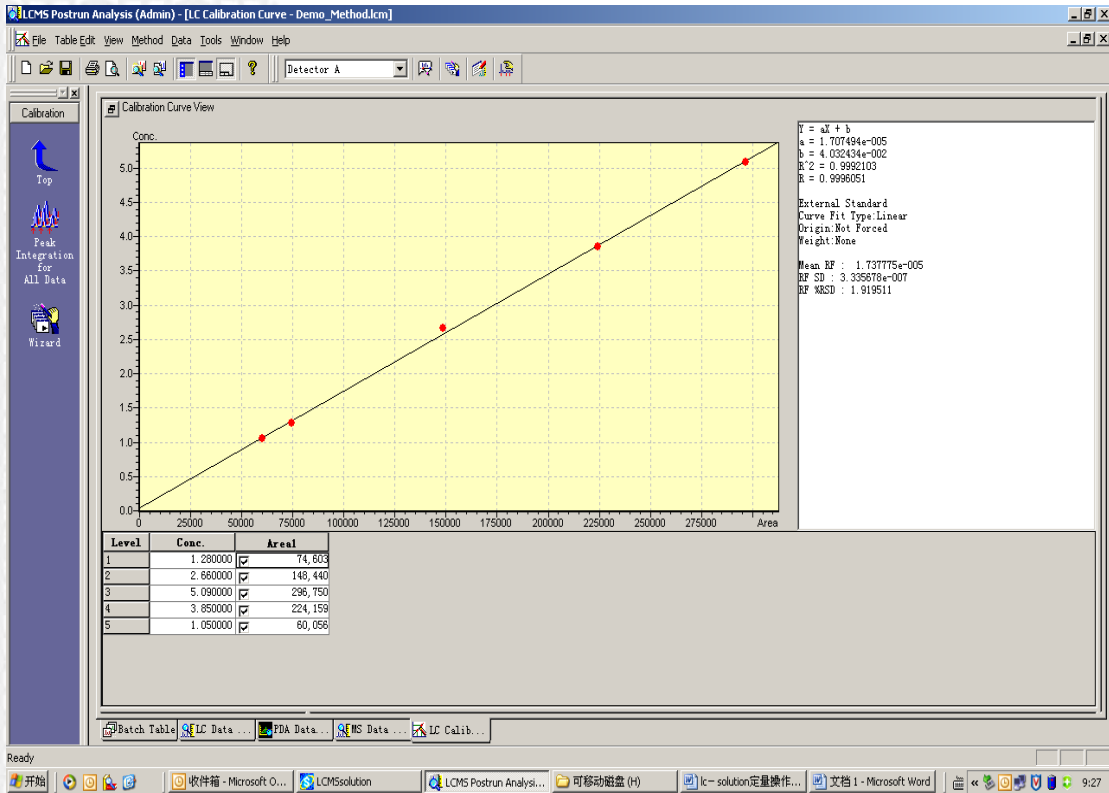 LCMS Postrun Analysis (Admin) - [LC Calibration Curve - Demo_Method.lcm]
File Table Edit View Method Data Tools Window Help
Detector A
Calibration
Top
Peak
Integration
for
All Data
Wizard
Calibration Curve View
Conc.
5.0
4.5
4.0
3.5
3.0
2.5
2.0
1.5
1.0
0.5
0.0
0 25000 50000 75000 100000 125000 150000 175000 200000 225000 250000 275000 Area
Y = aX + b
a = 1.707494e-005
b = 4.032434e-002
R^2 = 0.9992103
R = 0.9996051
External Standard
Curve Fit Type:Linear
Origin:Not Forced
Weight:None
Mean RF : 1.737775e-005
RF SD : 3.335678e-007
RF %RSD : 1.919511
Level Conc. Area1
1 1.280000 74,603
2 2.660000 148,440
3 5.090000 296,750
4 3.850000 224,159
5 1.050000 60,056
Batch Table LC Data ... PDA Data... MS Data ... LC Calib...
Ready
开始 收件箱 - Microsoft O... LCMSsolution LCMS Postrun Analysi... 可移动磁盘 (H) lc- solution定量操作... 文档 1 - Microsoft Word 9:27